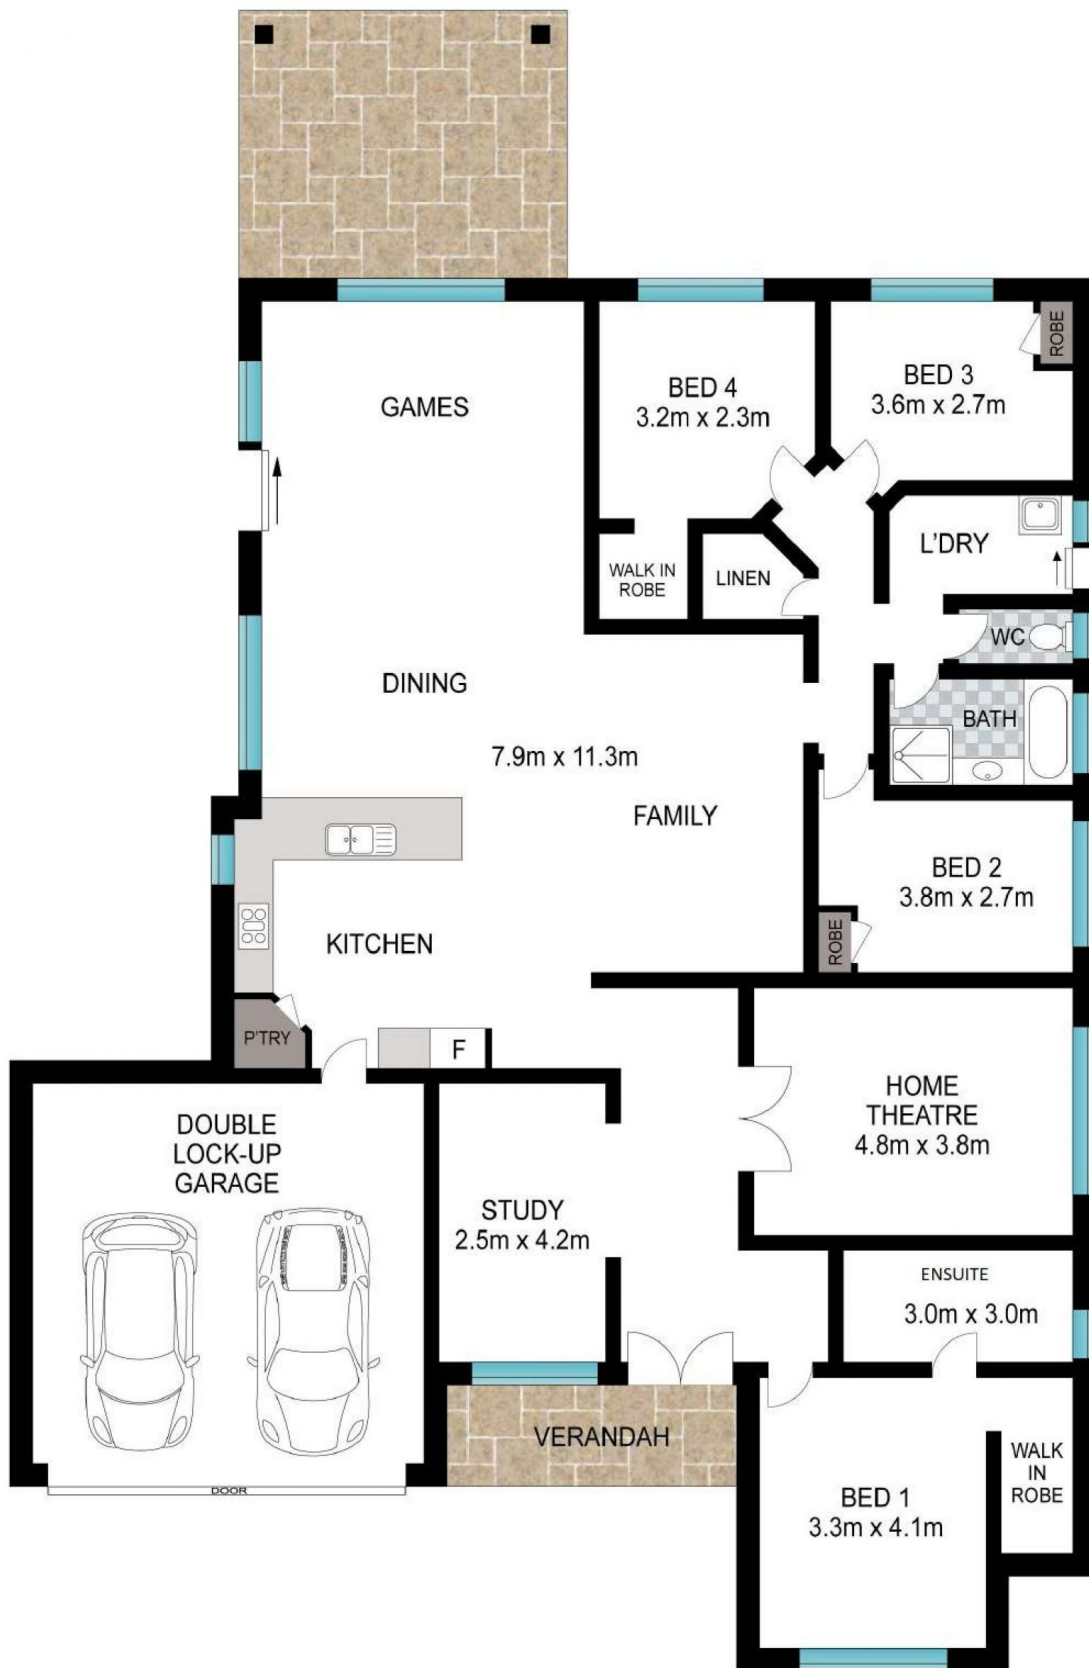 GAMES
BED 4
3.2m x 2.3m
BED 3
3.6m x 2.7m
ROBE
WALK IN
ROBE
LINEN
L'DRY
WC
BATH
DINING
7.9m x 11.3m
FAMILY
BED 2
3.8m x 2.7m
ROBE
KITCHEN
P'TRY
F
DOUBLE
LOCK-UP
GARAGE
HOME
THEATRE
4.8m x 3.8m
STUDY
2.5m x 4.2m
ENSUITE
3.0m x 3.0m
VERANDAH
WALK
IN
ROBE
BED 1
3.3m x 4.1m
DOOR